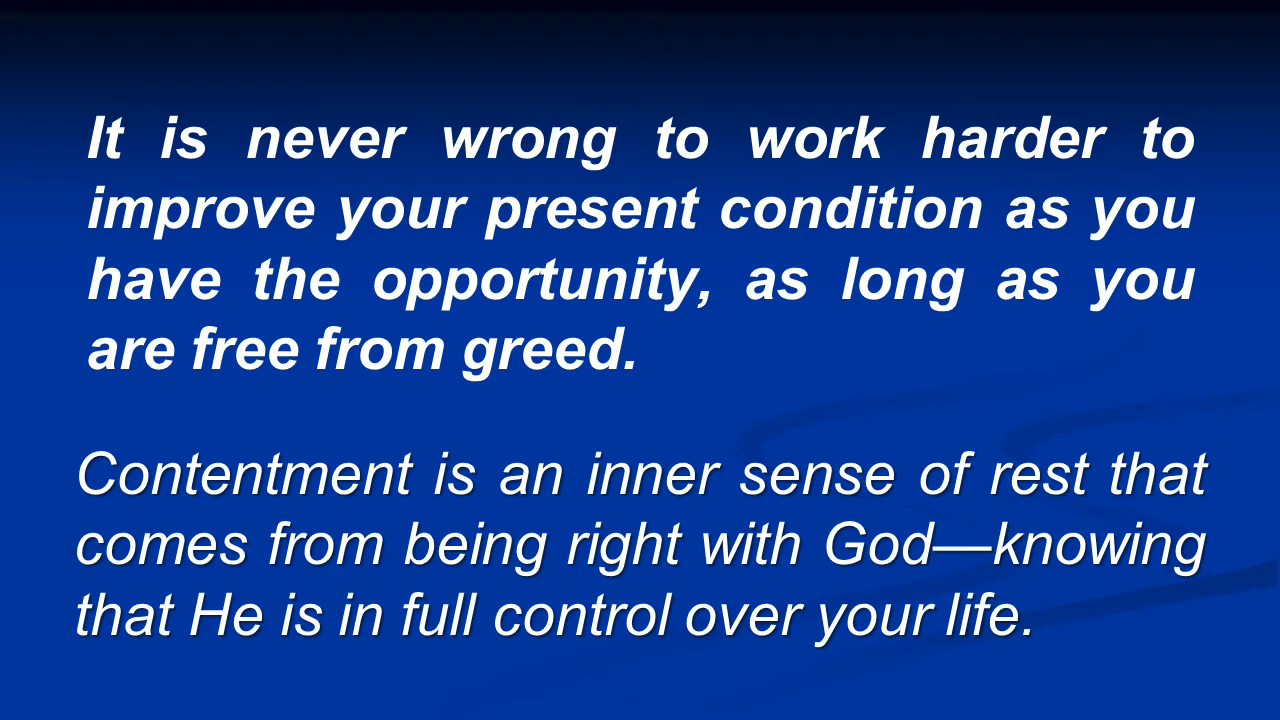 It is never wrong to work harder to
improve your present condition as you
have the opportunity, as long as you
are free from greed.
Contentment is an inner sense of rest that
comes from being right with God—knowing
that He is in full control over your life.